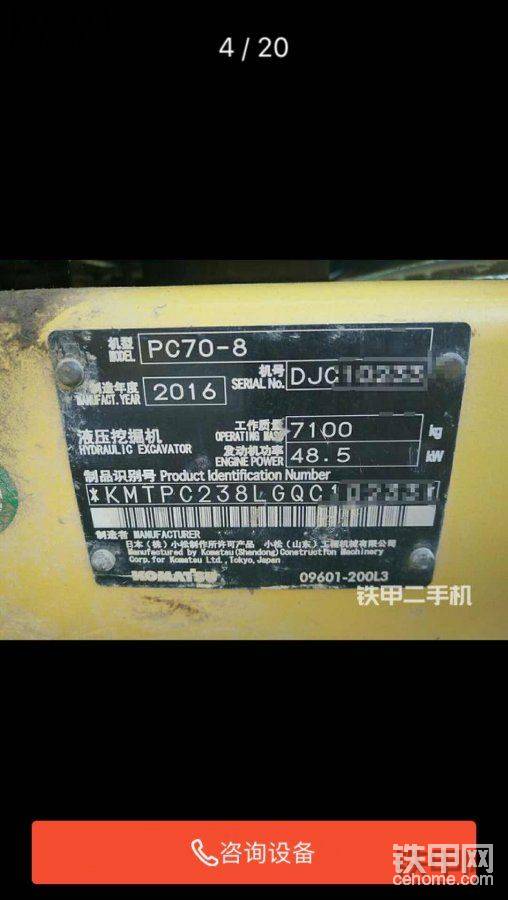 4 / 20
机型 MODEL PC70-8
机号 SERIAL No. DJC
制造年度 MANUFACT. YEAR 2016
工作质量 OPERATING MASS 7100 kg
液压挖掘机 HYDRAULIC EXCAVATOR
发动机功率 ENGINE POWER 48.5 kW
制品识别号 Product Identification Number
*KMTPC238LGQC1
制造者 MANUFACTURER
日本（株）小松制作所许可产品 小松（山东）工程机械有限公司
Manufactured by Komatsu(Shandong)Construction Machinery
Corp.for Komatsu Ltd.,Tokyo,Japan
KOMATSU 09601-200L3
铁甲二手机
咨询设备
铁甲网
cehome.com